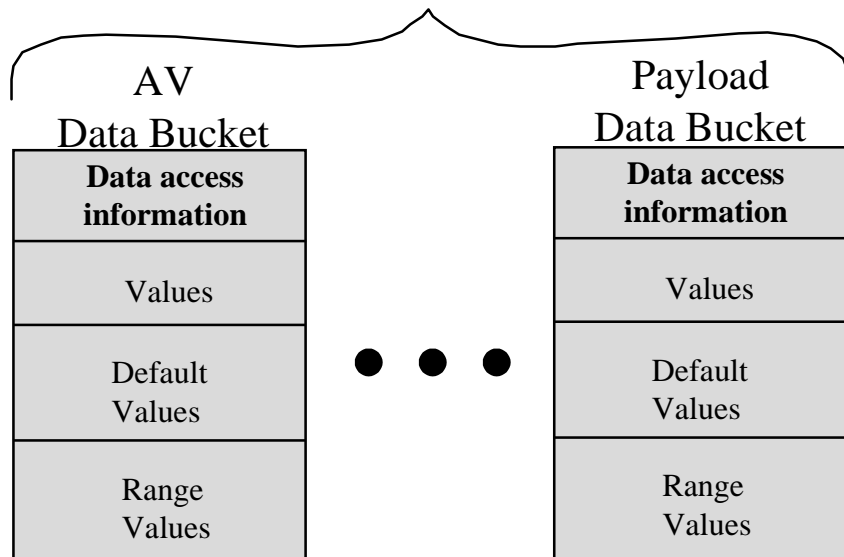 AV
Data Bucket
Data access
information
Values
Default
Values
Range
Values
Payload
Data Bucket
Data access
information
Values
Default
Values
Range
Values